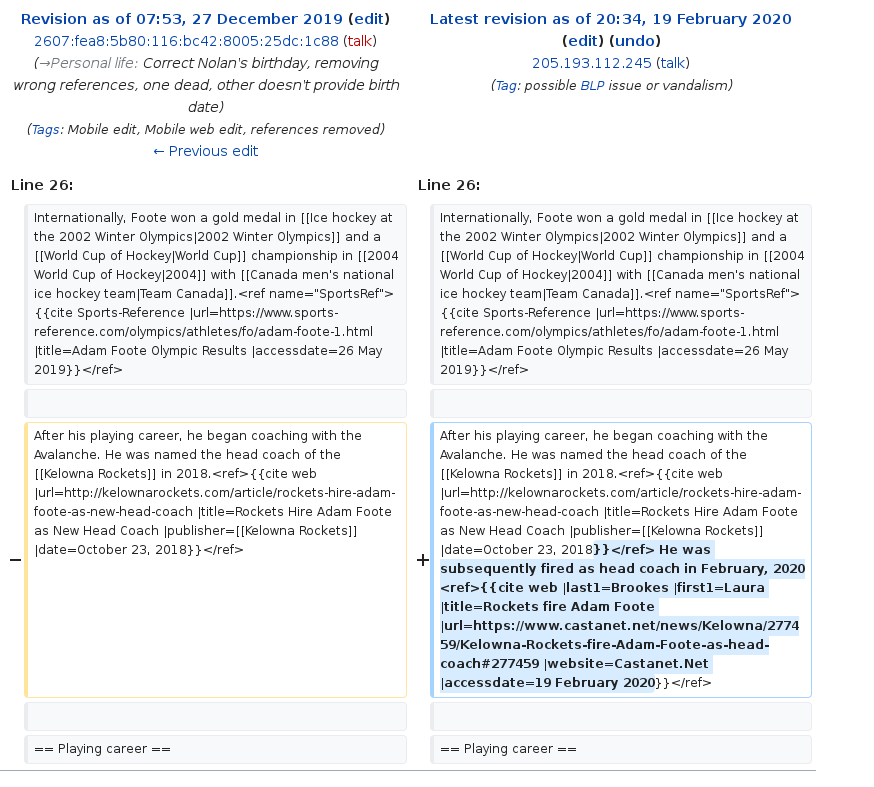 Revision as of 07:53, 27 December 2019 (edit)
2607:fea8:5b80:116:bc42:8005:25dc:1c88 (talk)
(→Personal life: Correct Nolan's birthday, removing
wrong references, one dead, other doesn't provide birth
date)
(Tags: Mobile edit, Mobile web edit, references removed)
← Previous edit
Latest revision as of 20:34, 19 February 2020
(edit) (undo)
205.193.112.245 (talk)
(Tag: possible BLP issue or vandalism)
Line 26:
Line 26:
Internationally, Foote won a gold medal in [[Ice hockey at
the 2002 Winter Olympics|2002 Winter Olympics]] and a
[[World Cup of Hockey|World Cup]] championship in [[2004
World Cup of Hockey|2004]] with [[Canada men's national
ice hockey team|Team Canada]].<ref name="SportsRef">
{{cite Sports-Reference |url=https://www.sports-
reference.com/olympics/athletes/fo/adam-foote-1.html
|title=Adam Foote Olympic Results |accessdate=26 May
2019}}</ref>
Internationally, Foote won a gold medal in [[Ice hockey at
the 2002 Winter Olympics|2002 Winter Olympics]] and a
[[World Cup of Hockey|World Cup]] championship in [[2004
World Cup of Hockey|2004]] with [[Canada men's national
ice hockey team|Team Canada]].<ref name="SportsRef">
{{cite Sports-Reference |url=https://www.sports-
reference.com/olympics/athletes/fo/adam-foote-1.html
|title=Adam Foote Olympic Results |accessdate=26 May
2019}}</ref>
−
After his playing career, he began coaching with the
Avalanche. He was named the head coach of the
[[Kelowna Rockets]] in 2018.<ref>{{cite web
|url=http://kelownarockets.com/article/rockets-hire-adam-
foote-as-new-head-coach |title=Rockets Hire Adam Foote
as New Head Coach |publisher=[[Kelowna Rockets]]
|date=October 23, 2018}}</ref>
+
After his playing career, he began coaching with the
Avalanche. He was named the head coach of the
[[Kelowna Rockets]] in 2018.<ref>{{cite web
|url=http://kelownarockets.com/article/rockets-hire-adam-
foote-as-new-head-coach |title=Rockets Hire Adam Foote
as New Head Coach |publisher=[[Kelowna Rockets]]
|date=October 23, 2018}}</ref> He was
subsequently fired as head coach in February, 2020
<ref>{{cite web |last1=Brookes |first1=Laura
|title=Rockets fire Adam Foote
|url=https://www.castanet.net/news/Kelowna/2774
59/Kelowna-Rockets-fire-Adam-Foote-as-head-
coach#277459 |website=Castanet.Net
|accessdate=19 February 2020}}</ref>
== Playing career ==
== Playing career ==